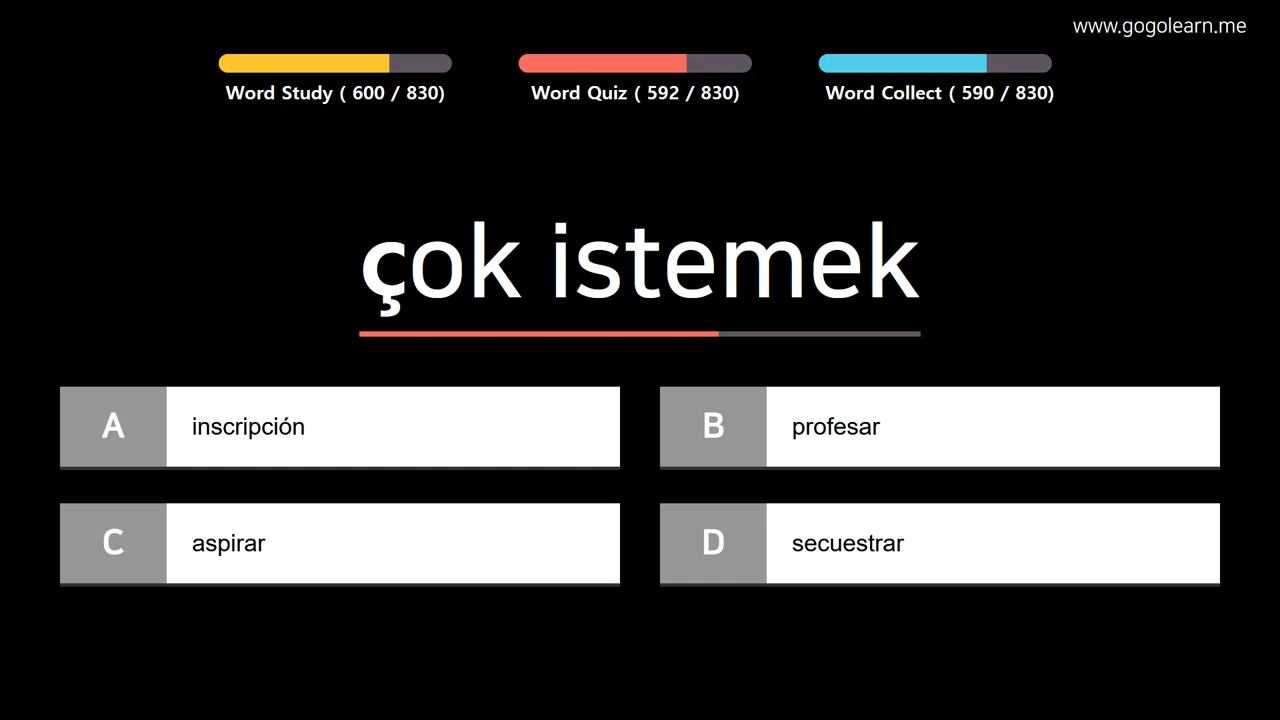 www.gogolearn.me
Word Study ( 600 / 830)
Word Quiz ( 592 / 830)
Word Collect ( 590 / 830)
çok istemek
A inscripción
B profesar
C aspirar
D secuestrar